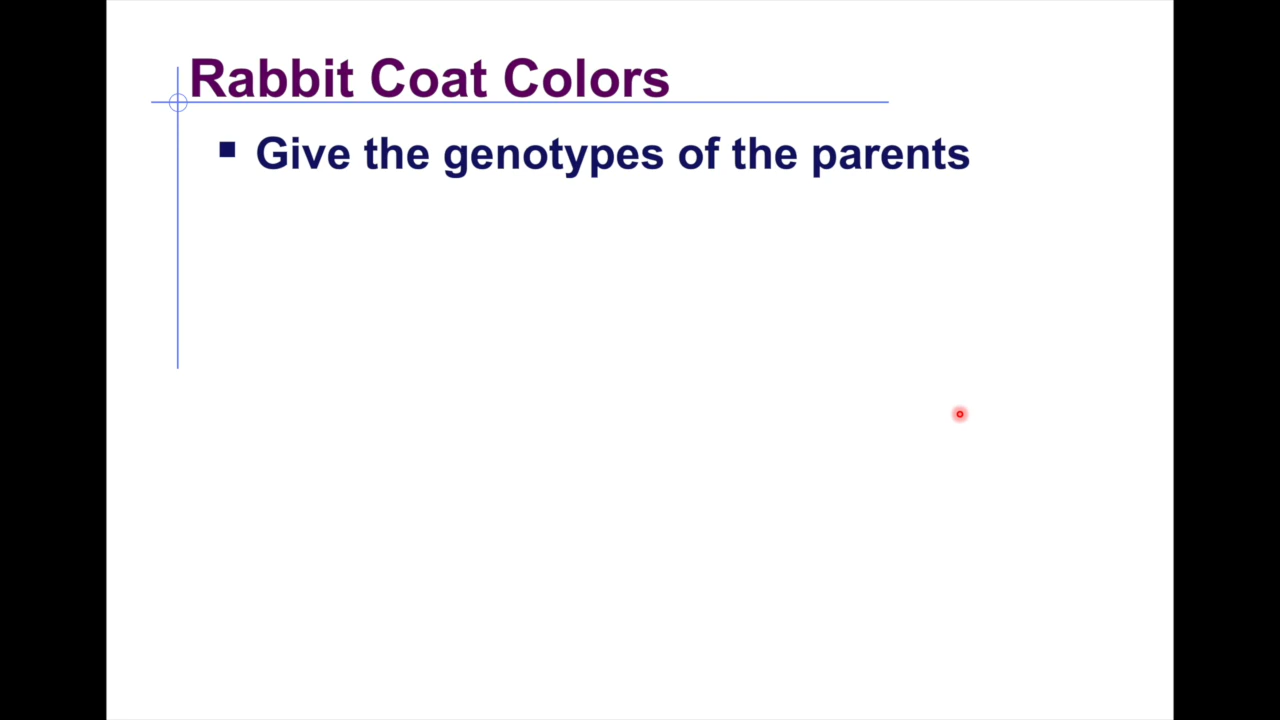 Rabbit Coat Colors
Give the genotypes of the parents